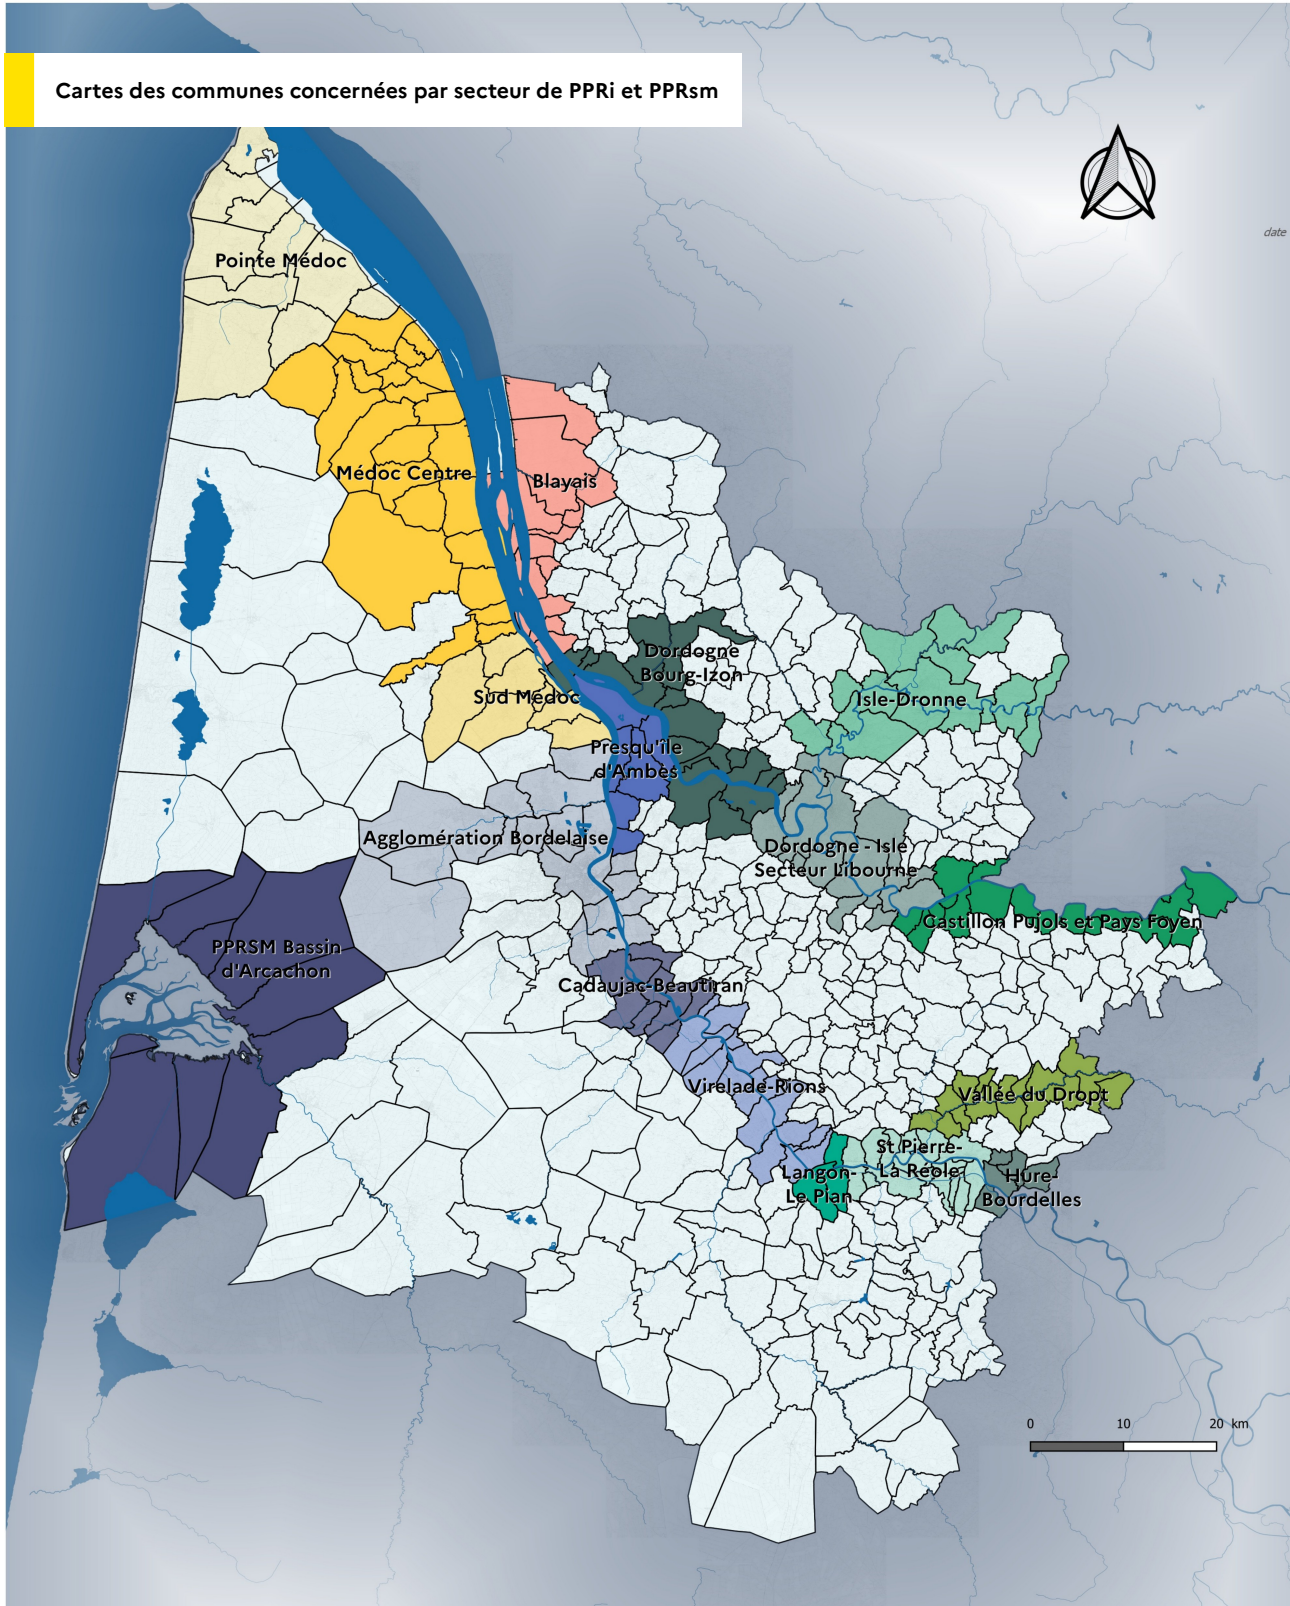 Cartes des communes concernées par secteur de PPRi et PPRsm
date
Pointe Médoc
Médoc Centre
Blayais
Dordogne
Bourg-Izon
Sud Médoc
Isle-Dronne
Presqu'île
d'Ambès
Agglomération Bordelaise
Dordogne - Isle
Secteur Libourne
Castillon Pujols et Pays Foyen
PPRSM Bassin
d'Arcachon
Cadaujac-Beautiran
Virelade-Rions
Vallée du Dropt
St Pierre-
La Réole
Langon-
Le Pian
Hure-
Bourdelles
0 10 20 km